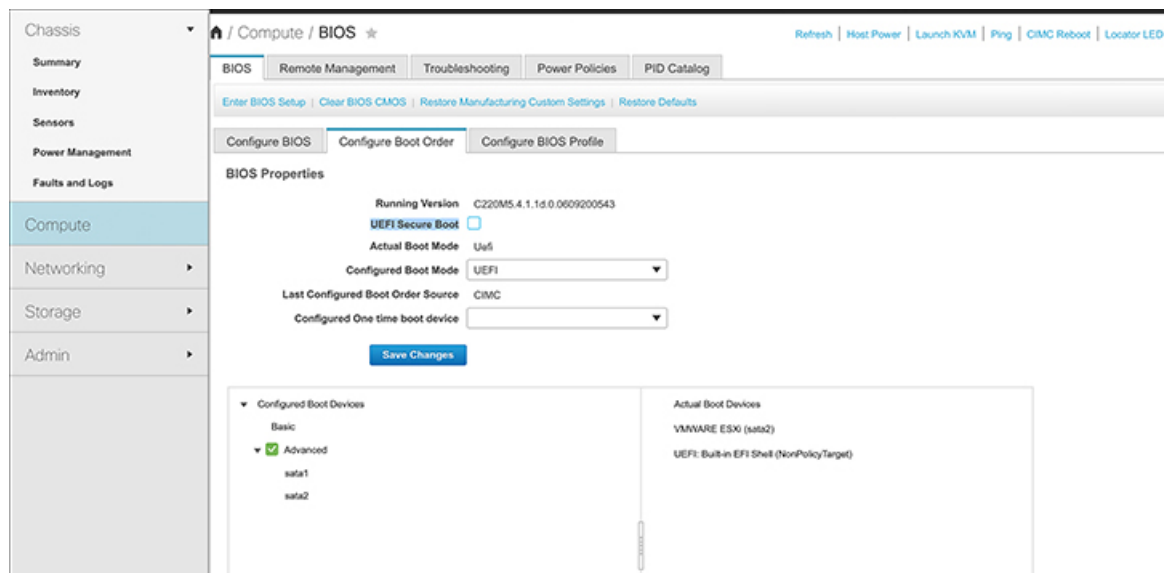 Chassis
Summary
Inventory
Sensors
Power Management
Faults and Logs
Compute
Networking
Storage
Admin
/ Compute / BIOS
Refresh | Host Power | Launch KVM | Ping | CIMC Reboot | Locator LED
BIOS Remote Management Troubleshooting Power Policies PID Catalog
Enter BIOS Setup | Clear BIOS CMOS | Restore Manufacturing Custom Settings | Restore Defaults
Configure BIOS Configure Boot Order Configure BIOS Profile
BIOS Properties
Running Version C220M5.4.1.1d.0.0609200543
UEFI Secure Boot
Actual Boot Mode Uefi
Configured Boot Mode UEFI
Last Configured Boot Order Source CIMC
Configured One time boot device
Save Changes
Configured Boot Devices
Basic
Advanced
sata1
sata2
Actual Boot Devices
VMWARE ESXi (sata2)
UEFI: Built-in EFI Shell (NonPolicyTarget)